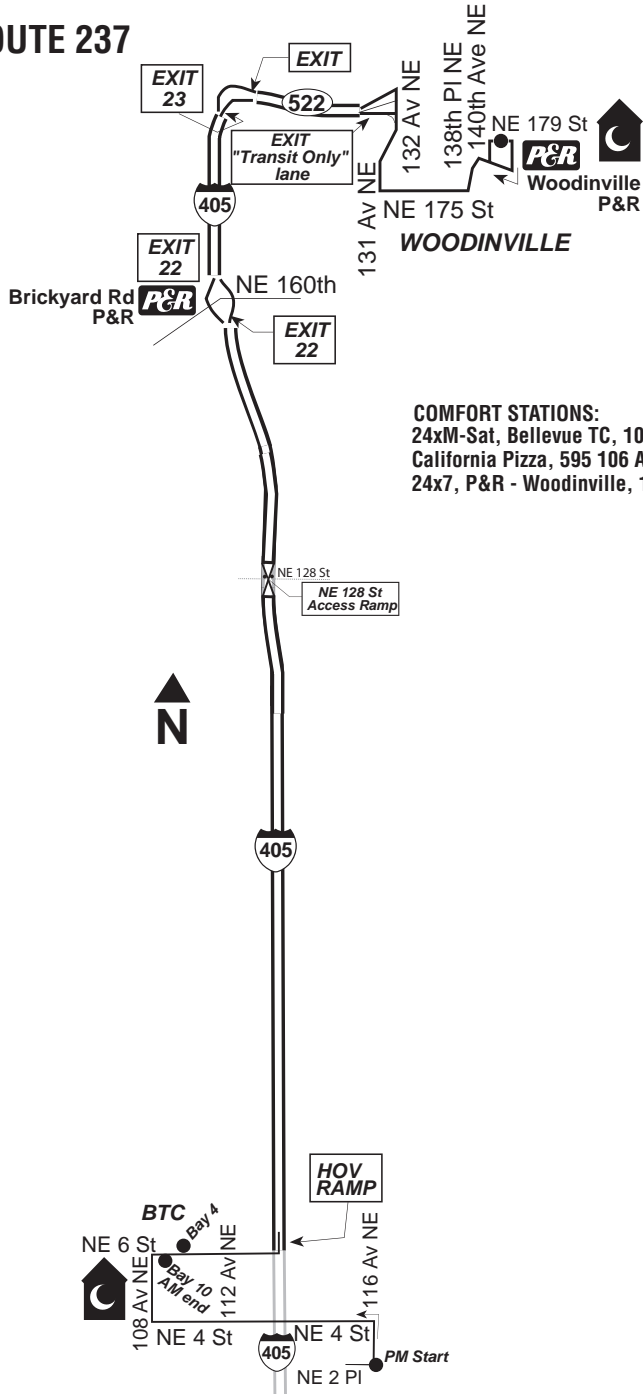 OUTE 237
EXIT
23
EXIT
522
EXIT
"Transit Only"
lane
132 Av NE
138th Pl NE
140th Ave NE
NE 179 St
P&R
Woodinville
P&R
131 Av NE
NE 175 St
WOODINVILLE
405
EXIT
22
Brickyard Rd
P&R
P&R
NE 160th
EXIT
22
COMFORT STATIONS:
24xM-Sat, Bellevue TC, 10
California Pizza, 595 106 A
24x7, P&R - Woodinville, 1
NE 128 St
NE 128 St
Access Ramp
N
405
HOV
RAMP
BTC
Bay 4
NE 6 St
Bay 10
AM end
108 Av NE
112 Av NE
116 Av NE
NE 4 St
NE 4 St
405
PM Start
NE 2 Pl